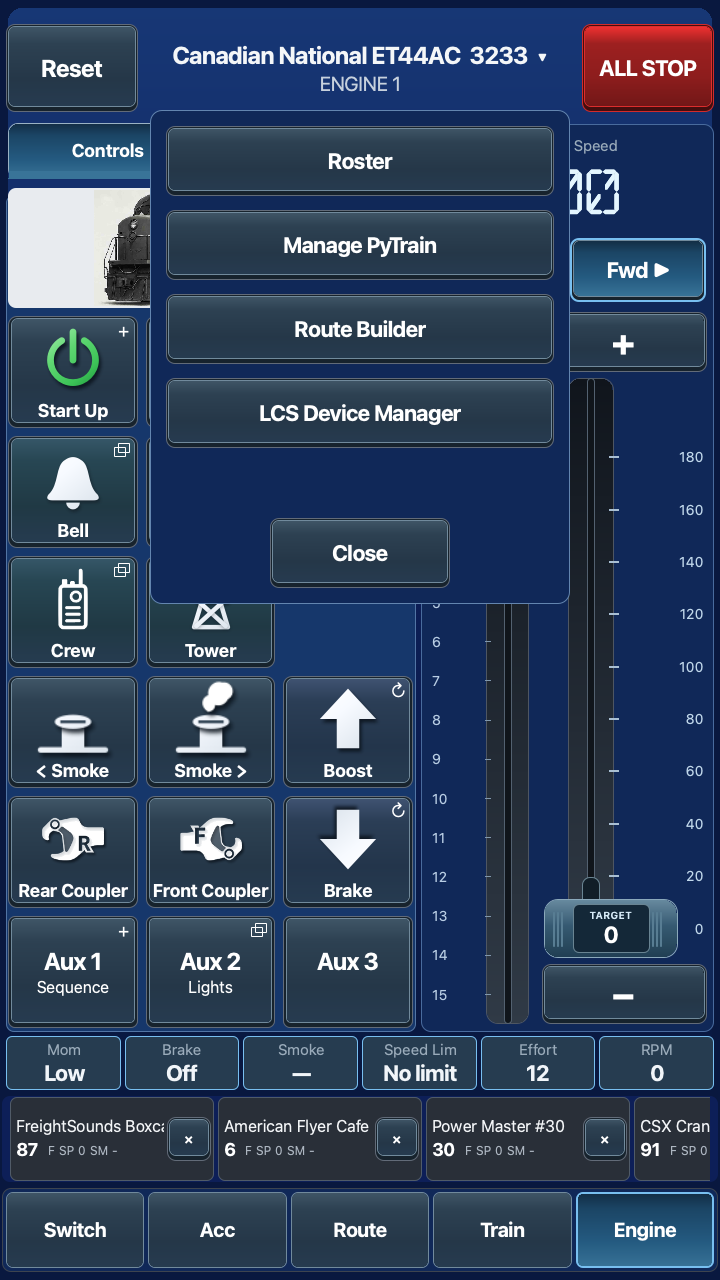 Reset
Canadian National ET44AC 3233 ▼
ENGINE 1
ALL STOP
Controls
Speed
Roster
Manage PyTrain
Route Builder
LCS Device Manager
Close
Fwd ►
+
Start Up
+
Bell
Crew
Tower
< Smoke
Smoke >
Boost
Rear Coupler
R
Front Coupler
F
Brake
Aux 1
Sequence
+
Aux 2
Lights
Aux 3
6
7
8
9
10
11
12
13
14
15
180
160
140
120
100
80
60
40
20
0
TARGET
0
–
Mom
Low
Brake
Off
Smoke
—
Speed Lim
No limit
Effort
12
RPM
0
FreightSounds Boxca
87 F SP 0 SM -
×
American Flyer Cafe
6 F SP 0 SM -
×
Power Master #30
30 F SP 0 SM -
×
CSX Cran
91 F SP 0
Switch
Acc
Route
Train
Engine